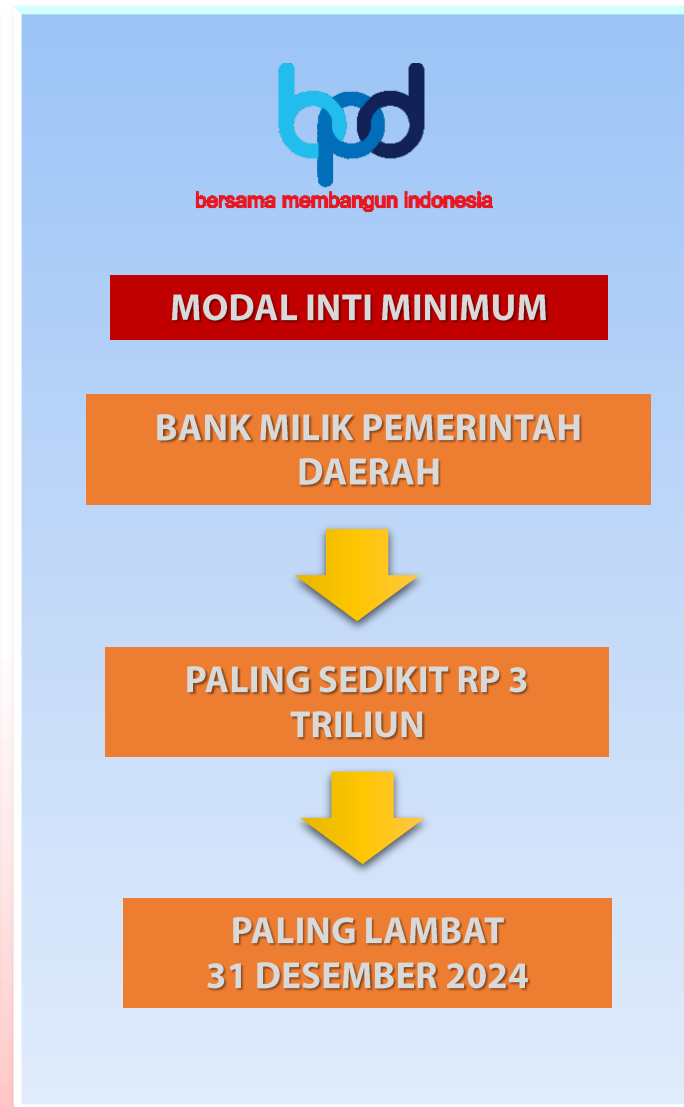 bpd
bersama membangun indonesia
MODAL INTI MINIMUM
BANK MILIK PEMERINTAH
DAERAH
PALING SEDIKIT RP 3
TRILIUN
PALING LAMBAT
31 DESEMBER 2024